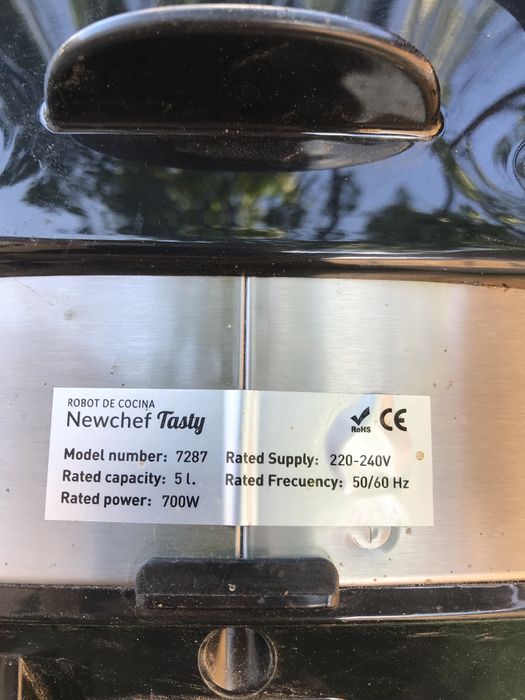 ROBOT DE COCINA
Newchef Tasty
RoHS CE
Model number: 7287 Rated Supply: 220-240V
Rated capacity: 5 l. Rated Frecuency: 50/60 Hz
Rated power: 700W